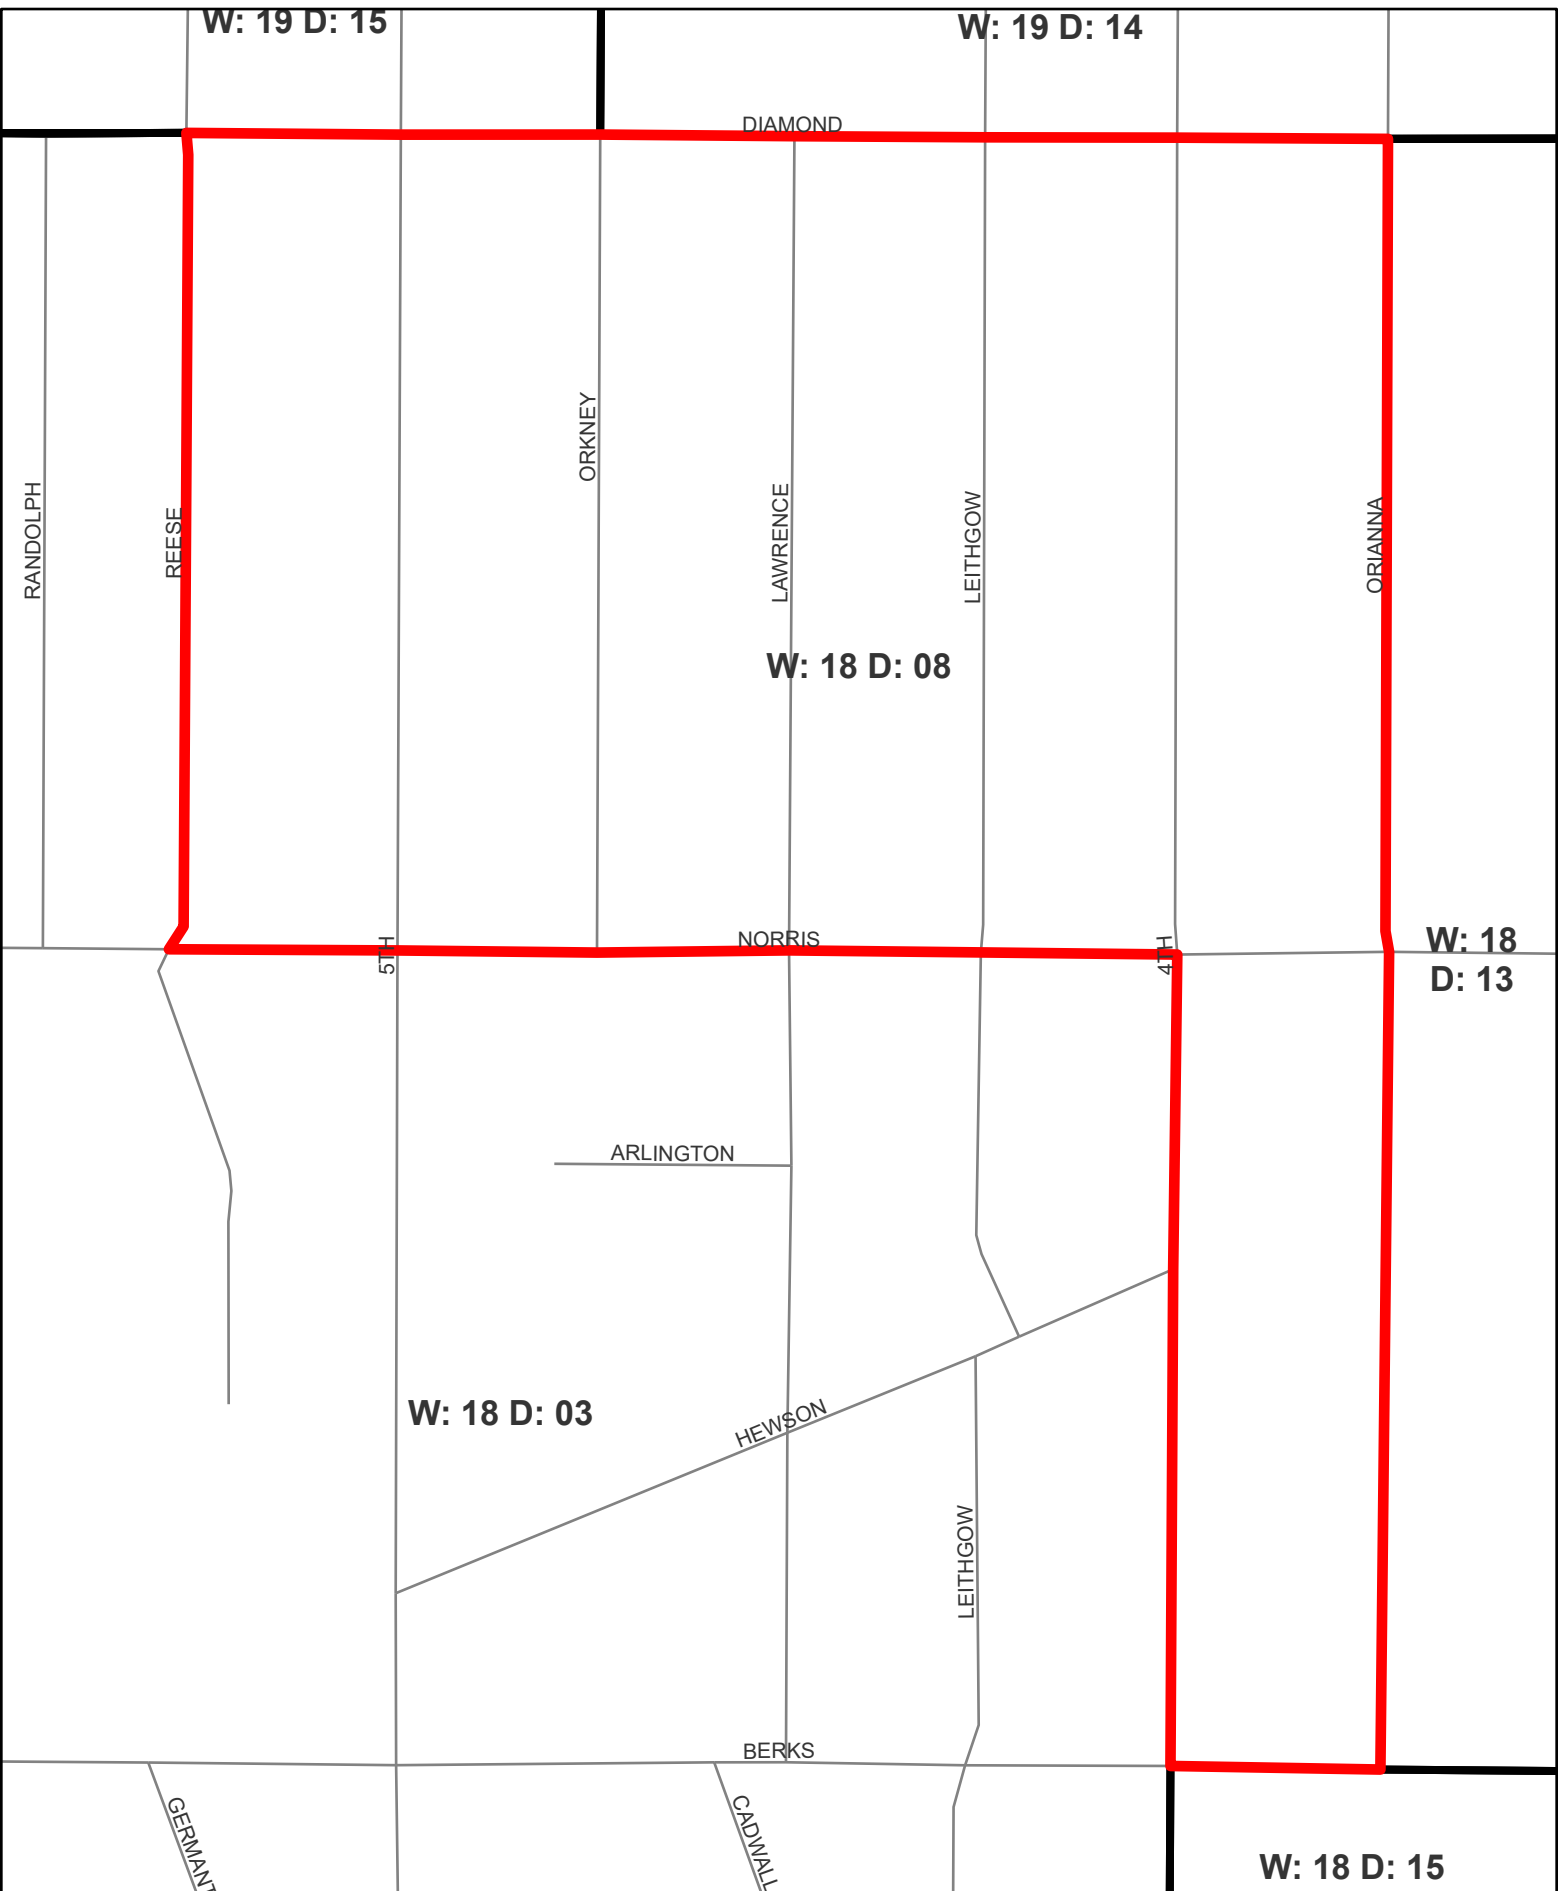 W: 19 D: 15
W: 19 D: 14
DIAMOND
ORKNEY
RANDOLPH
REESE
LAWRENCE
LEITHGOW
ORIANNA
W: 18 D: 08
5TH
NORRIS
4TH
W: 18
D: 13
ARLINGTON
W: 18 D: 03
HEWSON
LEITHGOW
BERKS
GERMANT
CADWALL
W: 18 D: 15